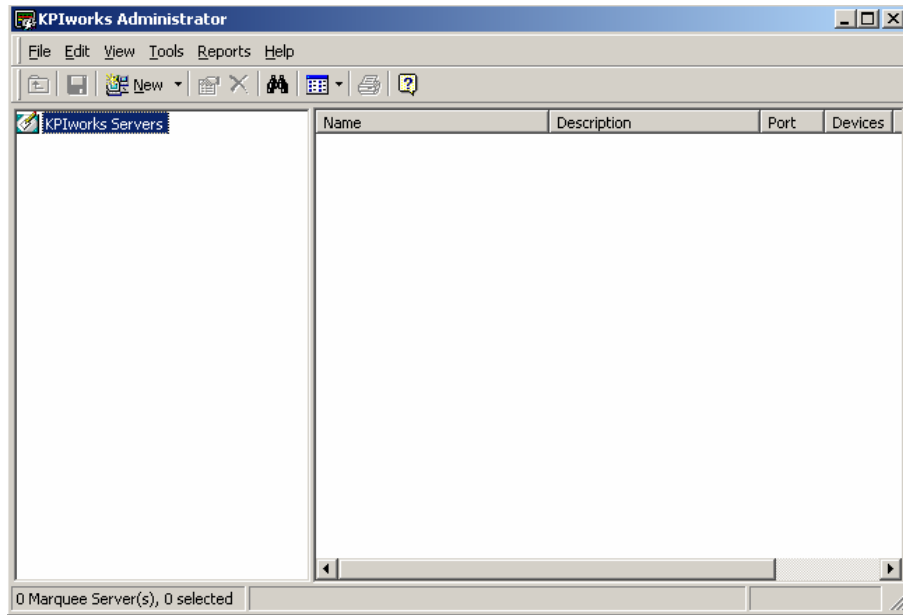 KPIworks Administrator
File Edit View Tools Reports Help
New
KPIworks Servers
Name Description Port Devices
0 Marquee Server(s), 0 selected